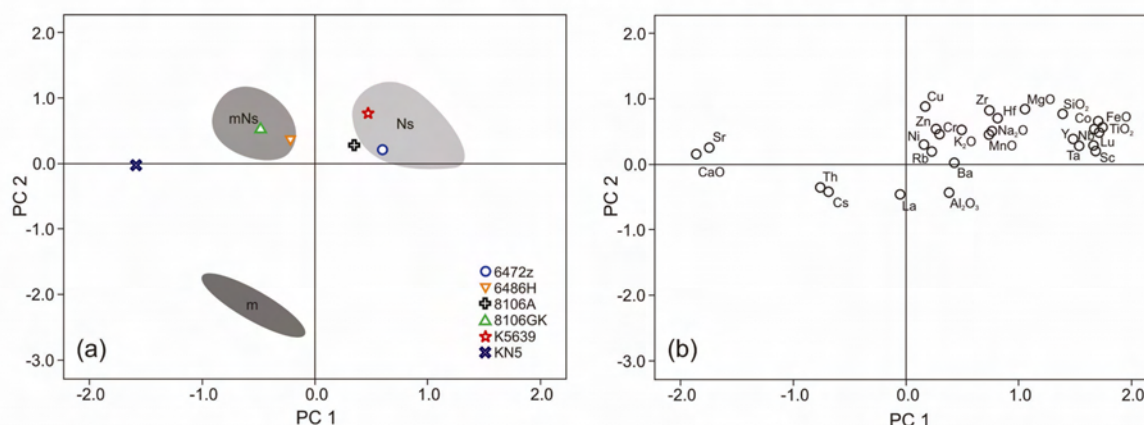 2.0
1.0
0.0
-1.0
-2.0
-3.0
PC 2
mNs
Ns
m
6472z
6486H
8106A
8106GK
K5639
KN5
(a)
-2.0 -1.0 0.0 1.0 2.0
PC 1
2.0
1.0
0.0
-1.0
-2.0
-3.0
PC 2
Cu
Zr
Hf
MgO
SiO₂
Co
FeO
Zn
Cr
Na₂O
Nb
TiO₂
Ni
K₂O
MnO
Y
Lu
Sr
Rb
Ta
Sc
CaO
Ba
Th
Cs
La
Al₂O₃
(b)
-2.0 -1.0 0.0 1.0 2.0
PC 1